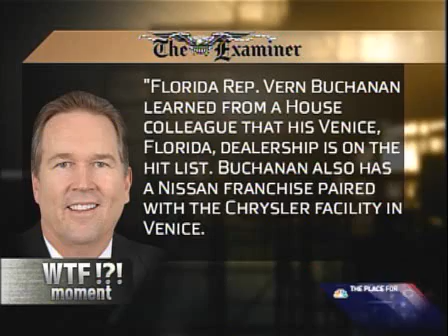 The Examiner
"FLORIDA REP. VERN BUCHANAN
LEARNED FROM A HOUSE
COLLEAGUE THAT HIS VENICE,
FLORIDA, DEALERSHIP IS ON THE
HIT LIST. BUCHANAN ALSO HAS
A NISSAN FRANCHISE PAIRED
WITH THE CHRYSLER FACILITY IN
VENICE.
WTF!?!
moment
THE PLACE FOR